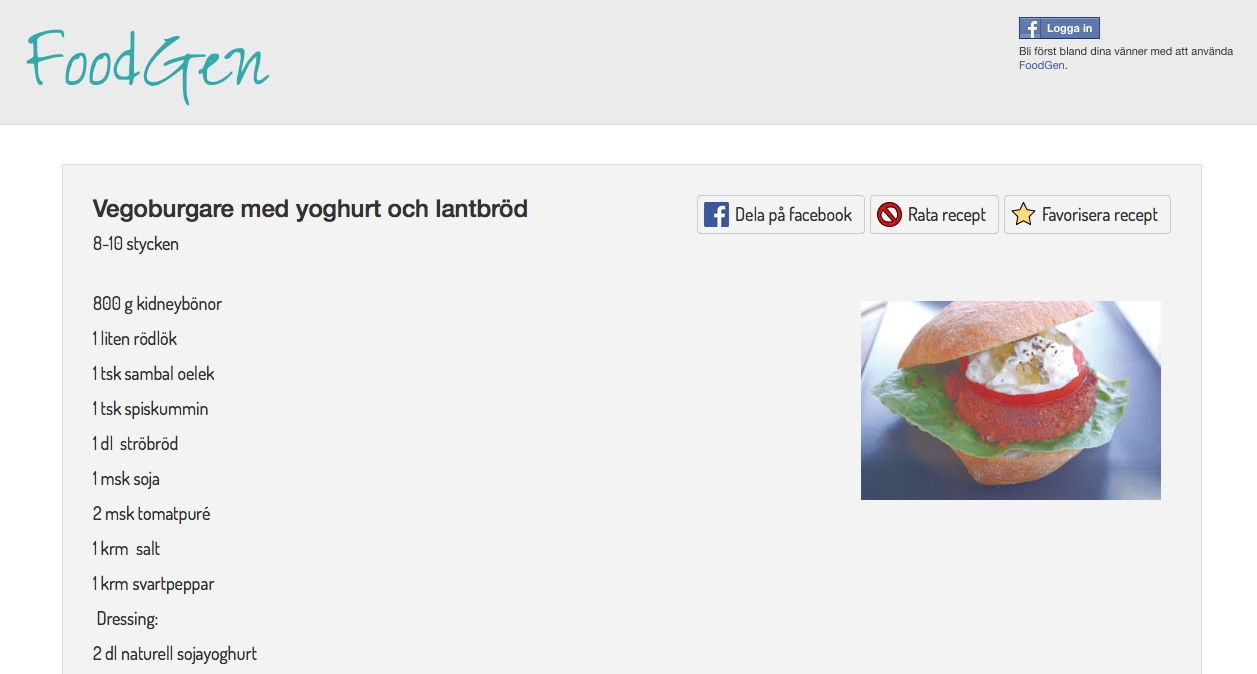 FoodGen
Logga in
Bli först bland dina vänner med att använda
FoodGen.
Vegoburgare med yoghurt och lantbröd
Dela på facebook
Rata recept
Favorisera recept
8-10 stycken
800 g kidneybönor
1 liten rödlök
1 tsk sambal oelek
1 tsk spiskummin
1 dl ströbröd
1 msk soja
2 msk tomatpuré
1 krm salt
1 krm svartpeppar
Dressing:
2 dl naturell sojayoghurt